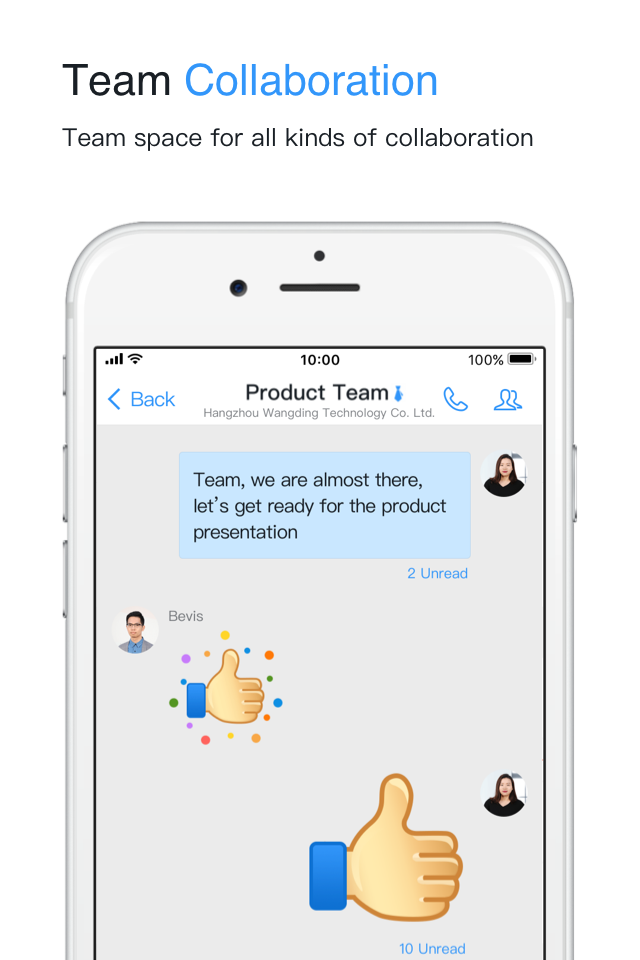 Team Collaboration
Team space for all kinds of collaboration
10:00
100%
Back
Product Team
Hangzhou Wangding Technology Co. Ltd.
Team, we are almost there,
let's get ready for the product
presentation
2 Unread
Bevis
10 Unread